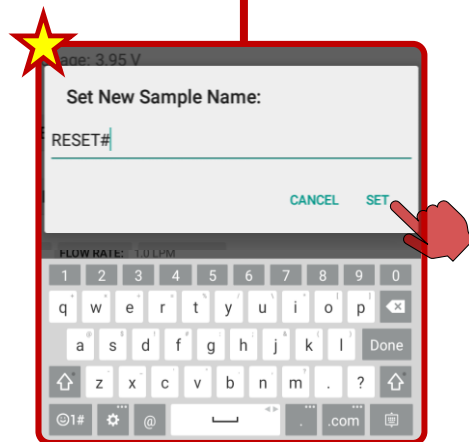 age: 3.95 V
Set New Sample Name:
RESET#
CANCEL SET
FLOW RATE: 1.0 LPM
1 2 3 4 5 6 7 8 9 0
q w e r t y u i o p
a s d f g h j k l Done
z x c v b n m . ?
1# @ . .com